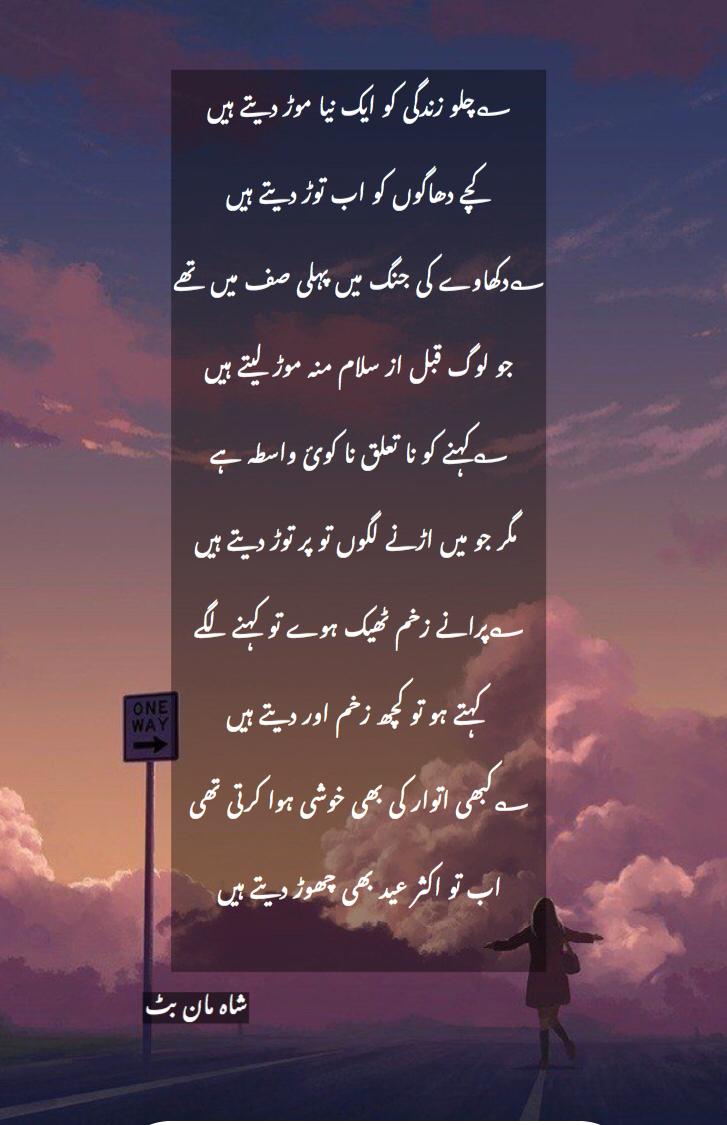 ؎چلو زندگی کو ایک نیا موڑ دیتے ہیں
کچے دھاگوں کو اب توڑ دیتے ہیں
؎دکھاوے کی جنگ میں پہلی صف میں تھے
جو لوگ قبل از سلام منہ موڑ لیتے ہیں
؎کہنے کو نا تعلق نا کوئ واسطہ ہے
مگر جو میں اڑنے لگوں تو پر توڑ دیتے ہیں
؎پرانے زخم ٹھیک ہوے تو کہنے لگے
کہتے ہو تو کچھ زخم اور دیتے ہیں
؎کبھی اتوار کی بھی خوشی ہوا کرتی تھی
اب تو اکثر عید بھی چھوڑ دیتے ہیں
ONE
WAY
شاہ مان بٹ